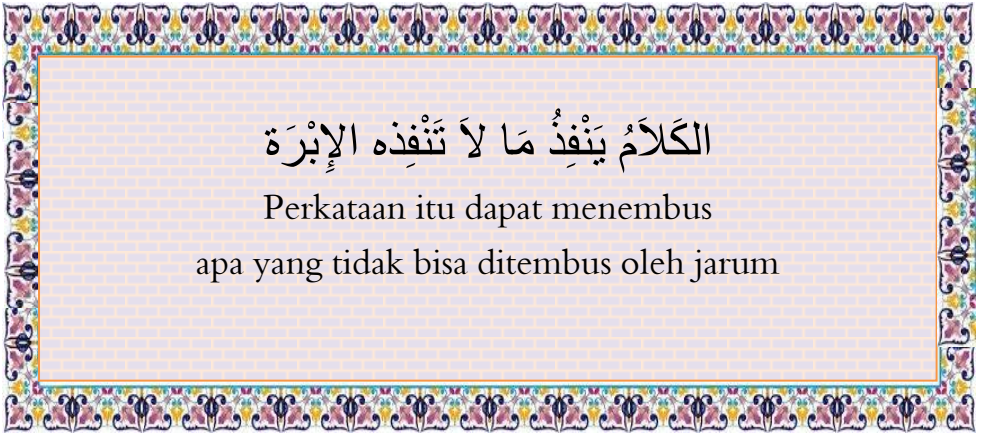 الكَلاَمُ يَنْفِذُ مَا لاَ تَنْفِذه الإِبْرَة
Perkataan itu dapat menembus
apa yang tidak bisa ditembus oleh jarum